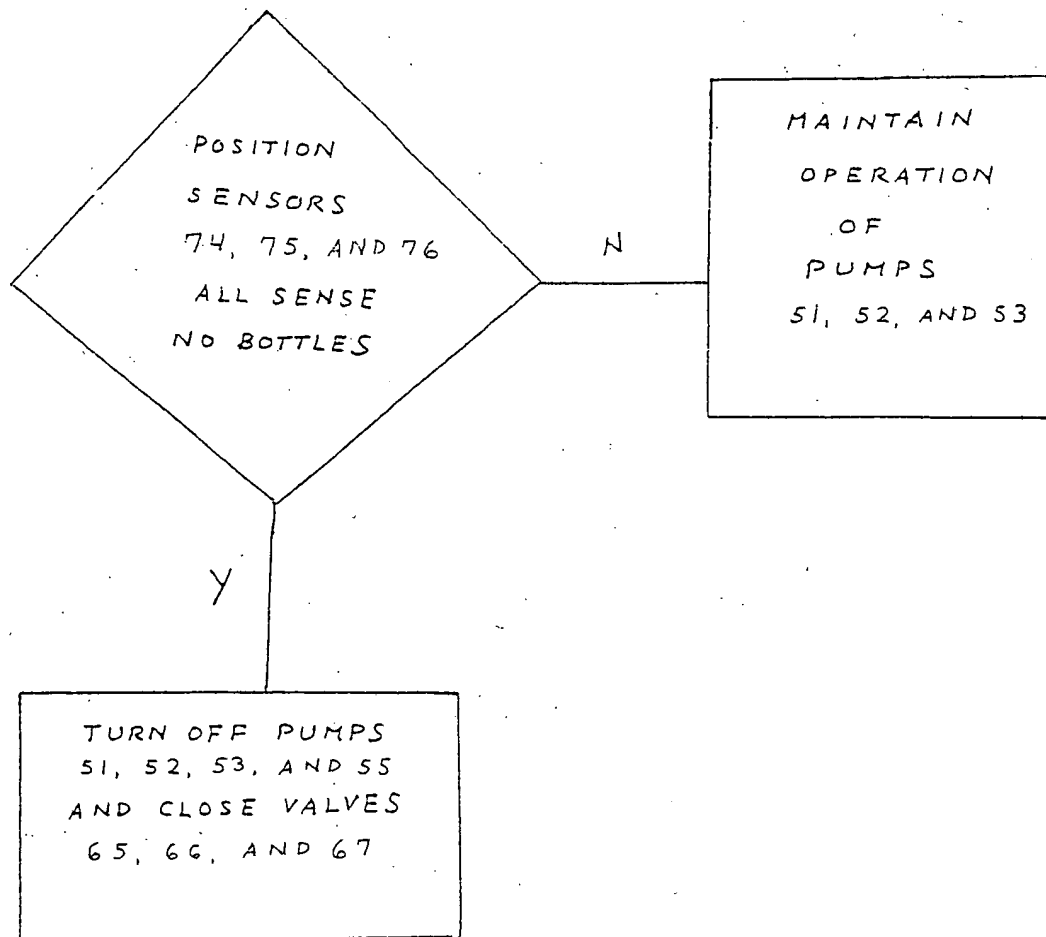 POSITION
SENSORS
74, 75, AND 76
ALL SENSE
NO BOTTLES
N
MAINTAIN
OPERATION
OF
PUMPS
51, 52, AND 53
Y
TURN OFF PUMPS
51, 52, 53, AND 55
AND CLOSE VALVES
65, 66, AND 67